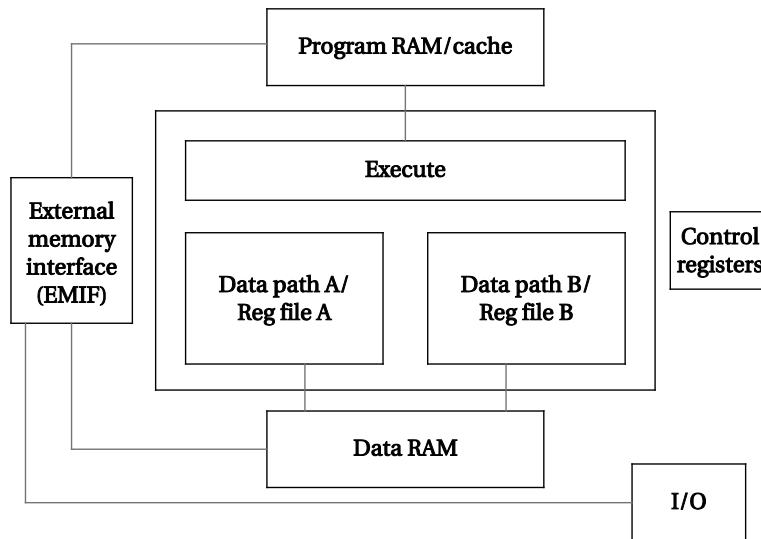 Program RAM/cache
Execute
External
memory
interface
(EMIF)
Control
registers
Data path A/
Reg file A
Data path B/
Reg file B
Data RAM
I/O